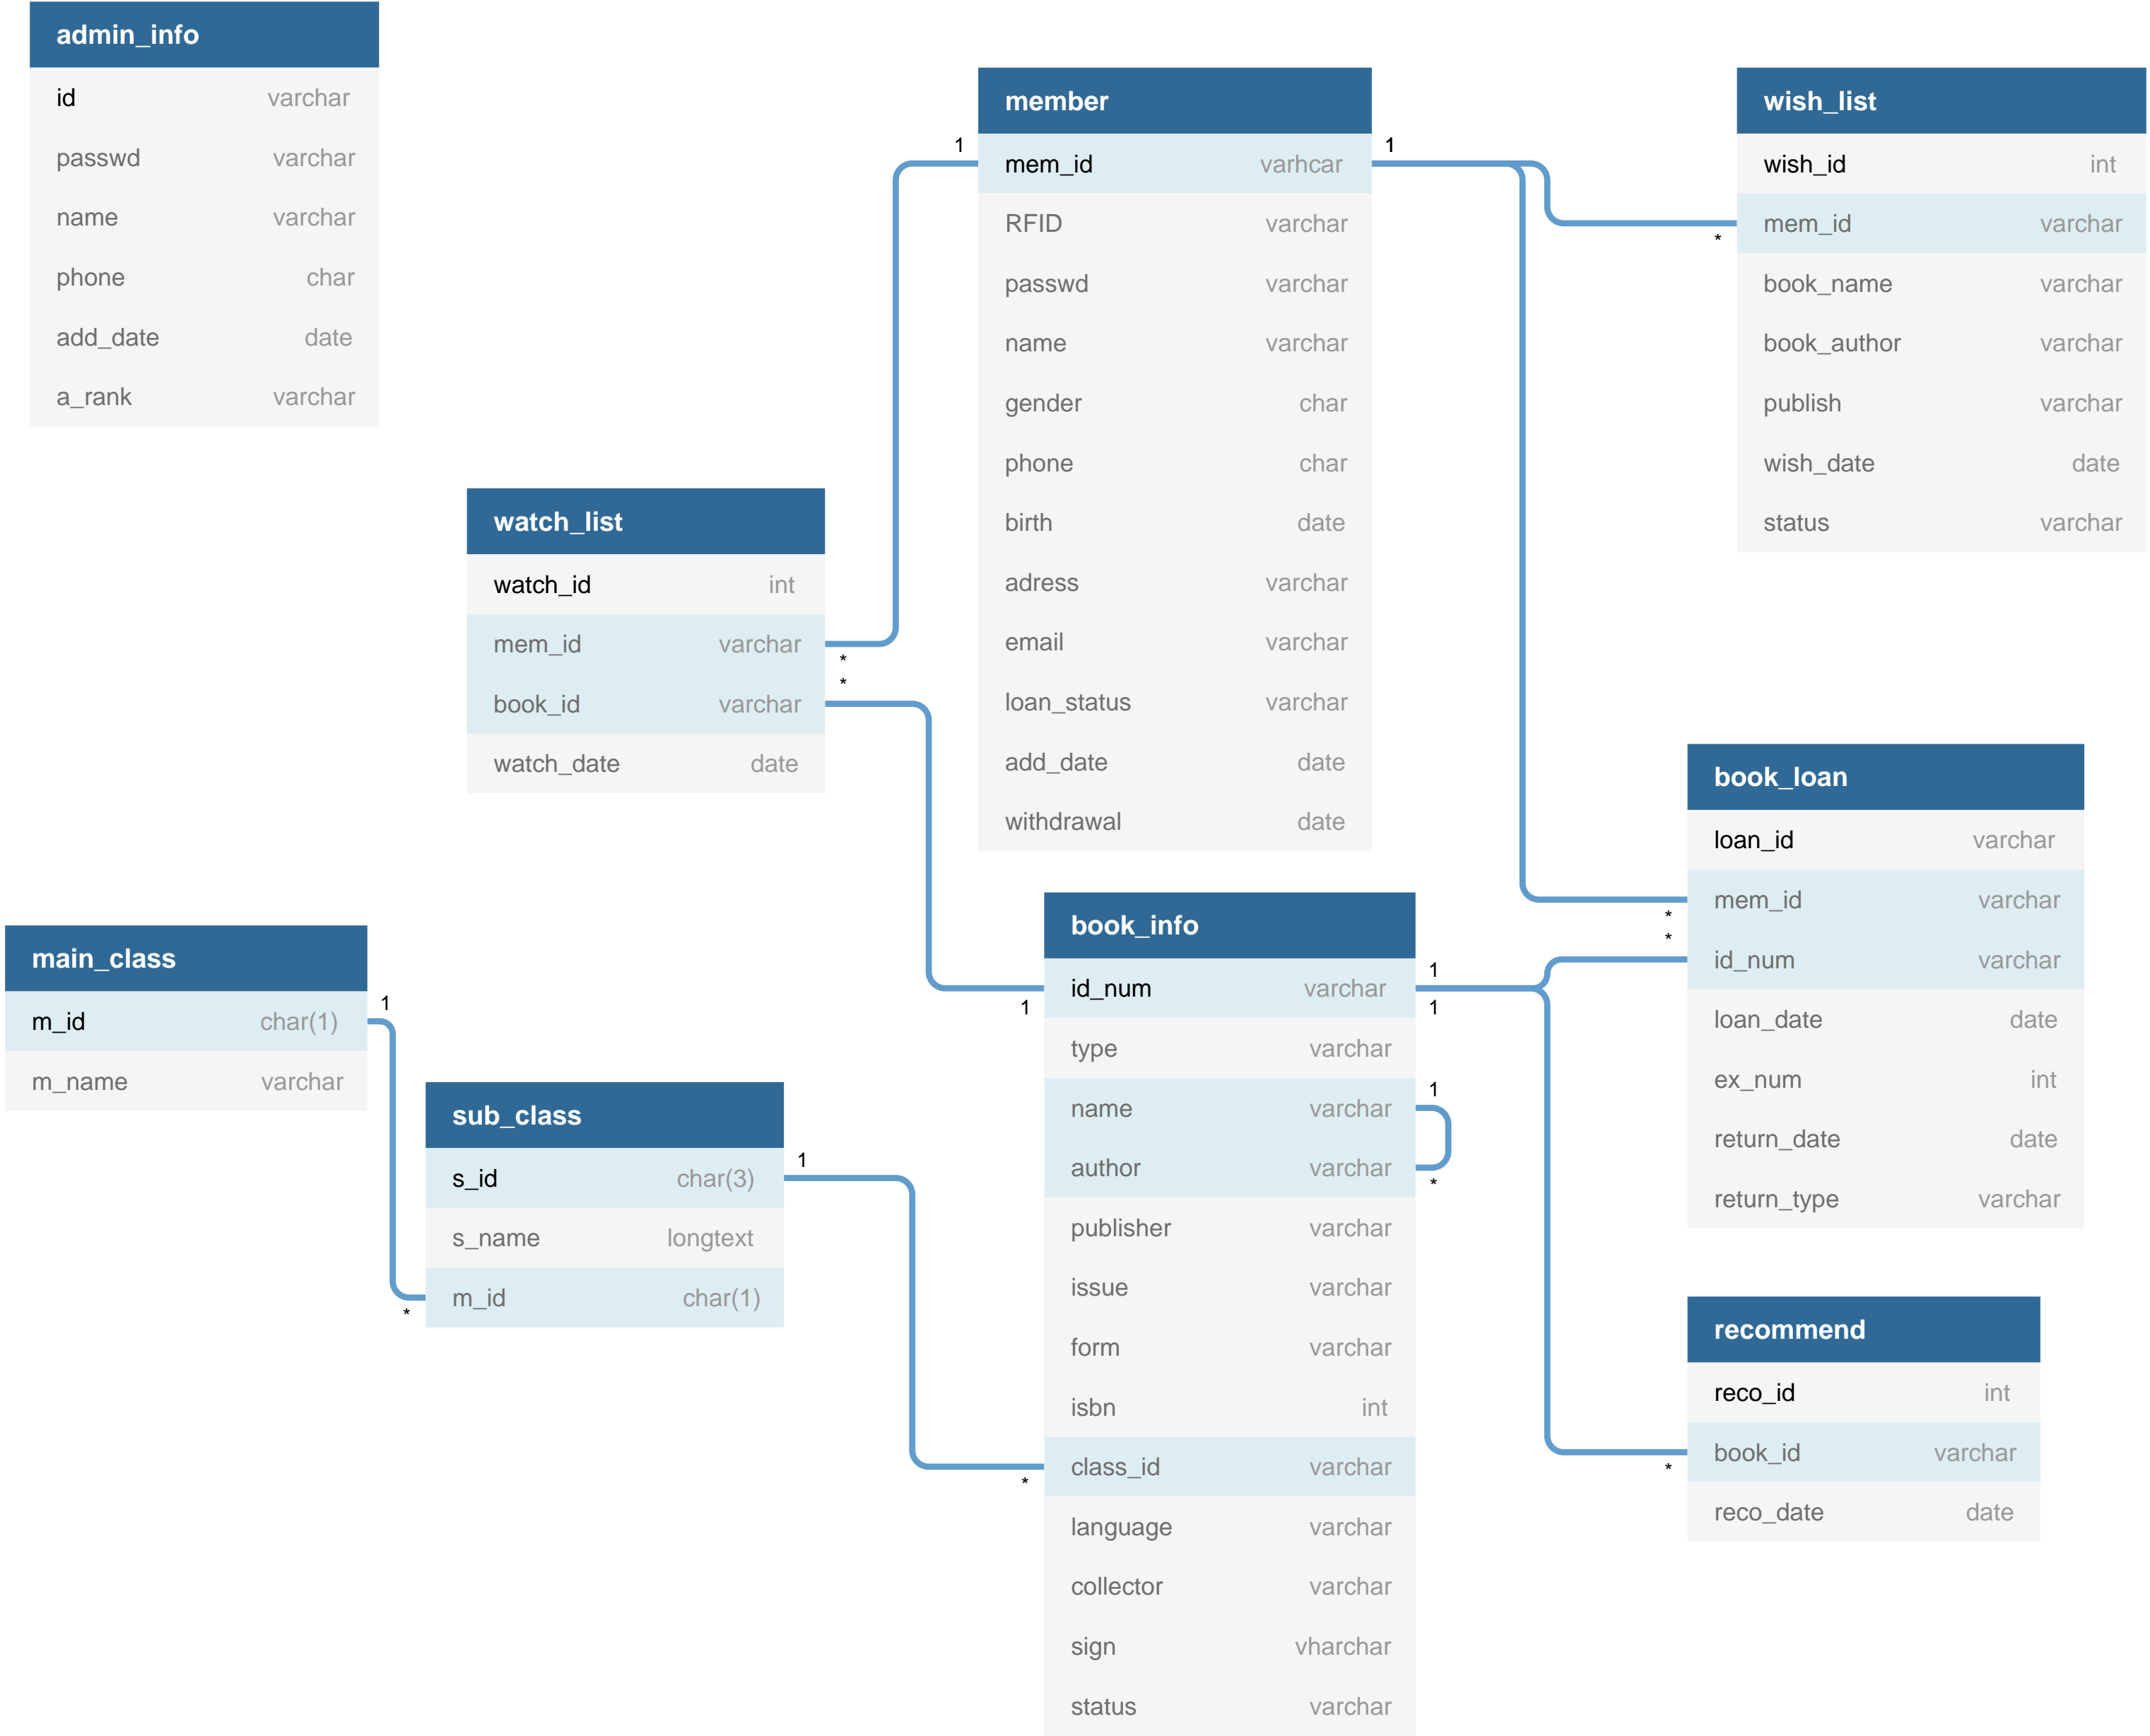 admin_info
id varchar
passwd varchar
name varchar
phone char
add_date date
a_rank varchar
member
1 mem_id varhcar 1
RFID varchar
passwd varchar
name varchar
gender char
phone char
birth date
adress varchar
email varchar
loan_status varchar
add_date date
withdrawal date
wish_list
wish_id int
* mem_id varchar
book_name varchar
book_author varchar
publish varchar
wish_date date
status varchar
watch_list
watch_id int
mem_id varchar *
book_id varchar *
watch_date date
book_loan
loan_id varchar
* mem_id varchar
* id_num varchar
loan_date date
ex_num int
return_date date
return_type varchar
main_class
m_id char(1) 1
m_name varchar
sub_class
s_id char(3) 1
s_name longtext
* m_id char(1)
book_info
1 id_num varchar 1
1
type varchar
name varchar 1
author varchar *
publisher varchar
issue varchar
form varchar
isbn int
* class_id varchar
language varchar
collector varchar
sign vharchar
status varchar
recommend
reco_id int
* book_id varchar
reco_date date